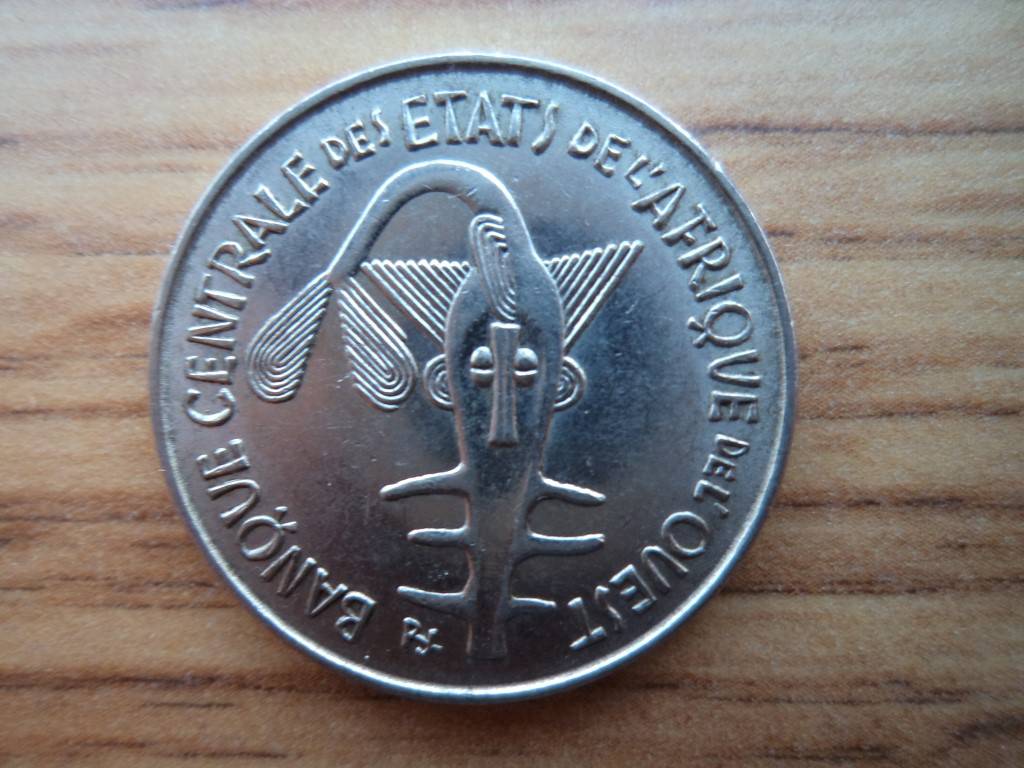 BANQUE CENTRALE DES ETATS DE L'AFRIQUE DE L'OUEST